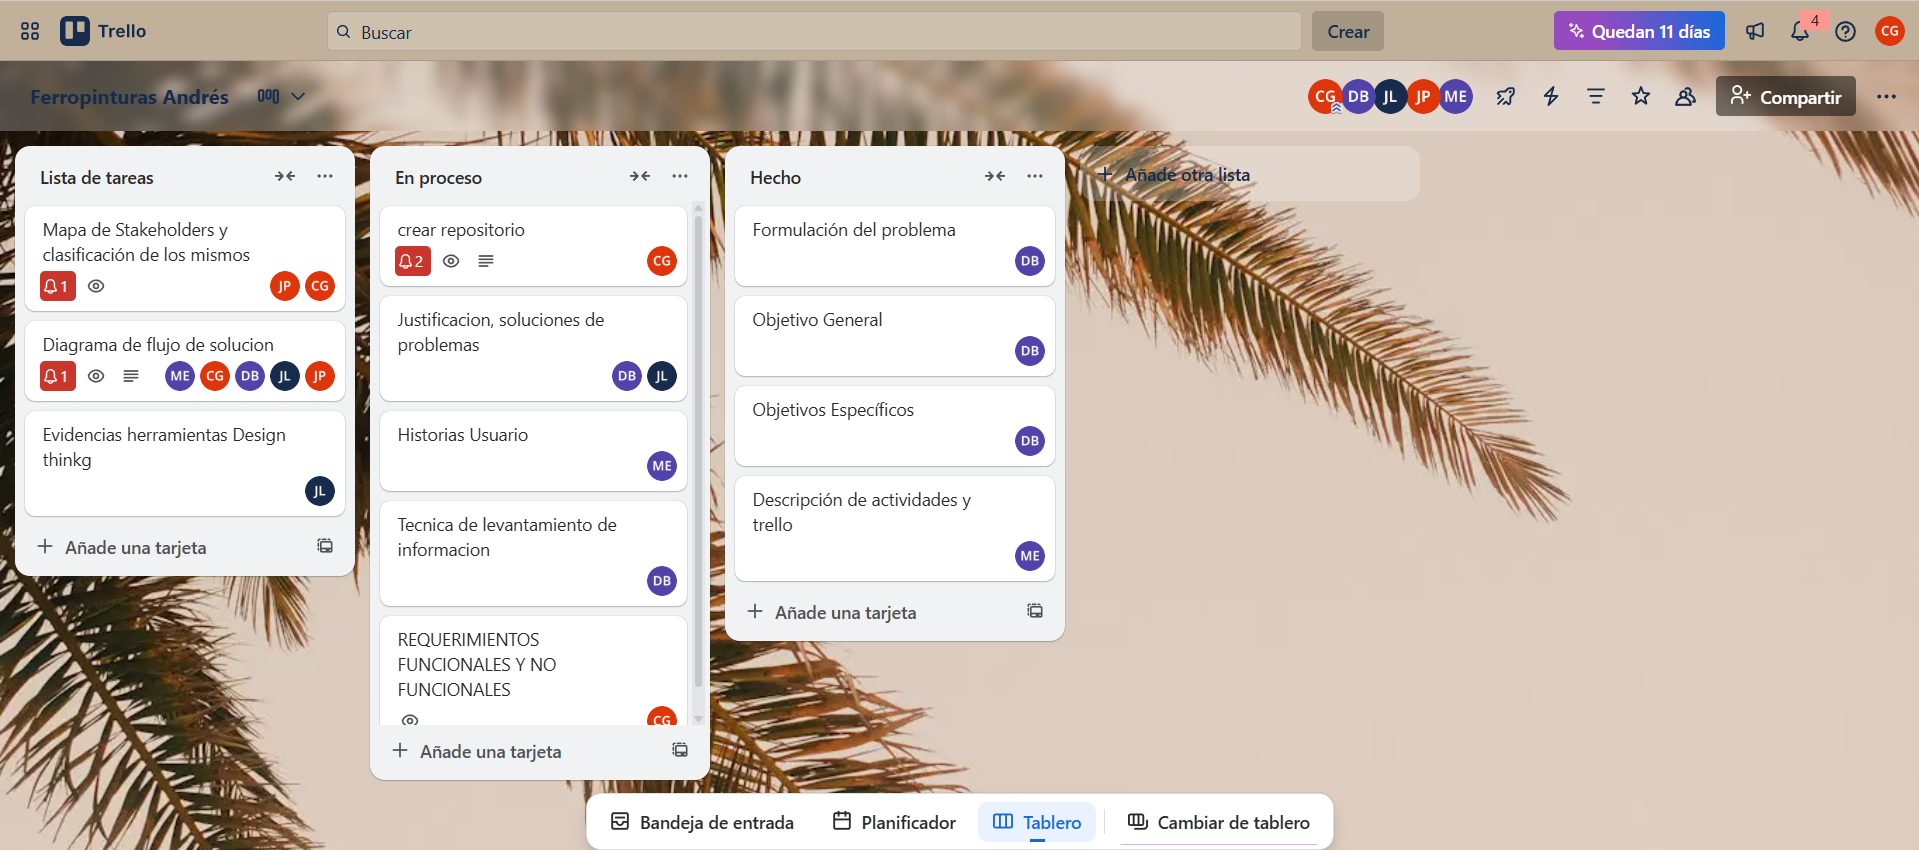 Trello
Buscar
Crear
Quedan 11 días
4
CG
Ferropinturas Andrés
CG DB JL JP ME
Compartir
Lista de tareas
Mapa de Stakeholders y
clasificación de los mismos
1
JP CG
Diagrama de flujo de solucion
1
ME CG DB JL JP
Evidencias herramientas Design
thinkg
JL
Añade una tarjeta
En proceso
crear repositorio
2
CG
Justificacion, soluciones de
problemas
DB JL
Historias Usuario
ME
Tecnica de levantamiento de
informacion
DB
REQUERIMIENTOS
FUNCIONALES Y NO
FUNCIONALES
CG
Añade una tarjeta
Hecho
Formulación del problema
DB
Objetivo General
DB
Objetivos Específicos
DB
Descripción de actividades y
trello
ME
Añade una tarjeta
Añade otra lista
Bandeja de entrada
Planificador
Tablero
Cambiar de tablero